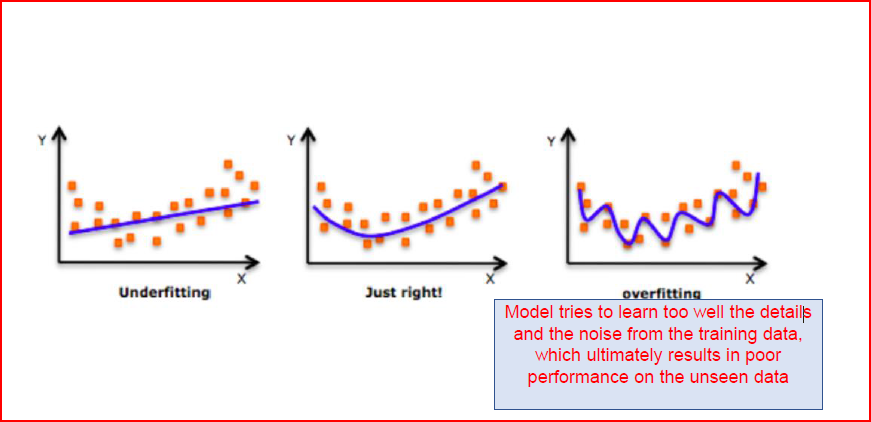 Y
Y
Y
X
X
X
Underfitting
Just right!
overfitting
Model tries to learn too well the details
and the noise from the training data,
which ultimately results in poor
performance on the unseen data